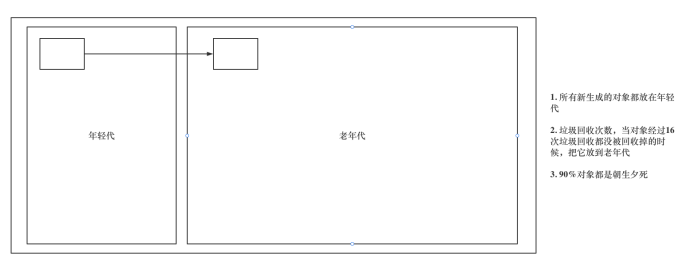 年轻代
老年代
1. 所有新生成的对象都放在年轻
代
2. 垃圾回收次数，当对象经过16
次垃圾回收都没被回收掉的时
候，把它放到老年代
3. 90%对象都是朝生夕死